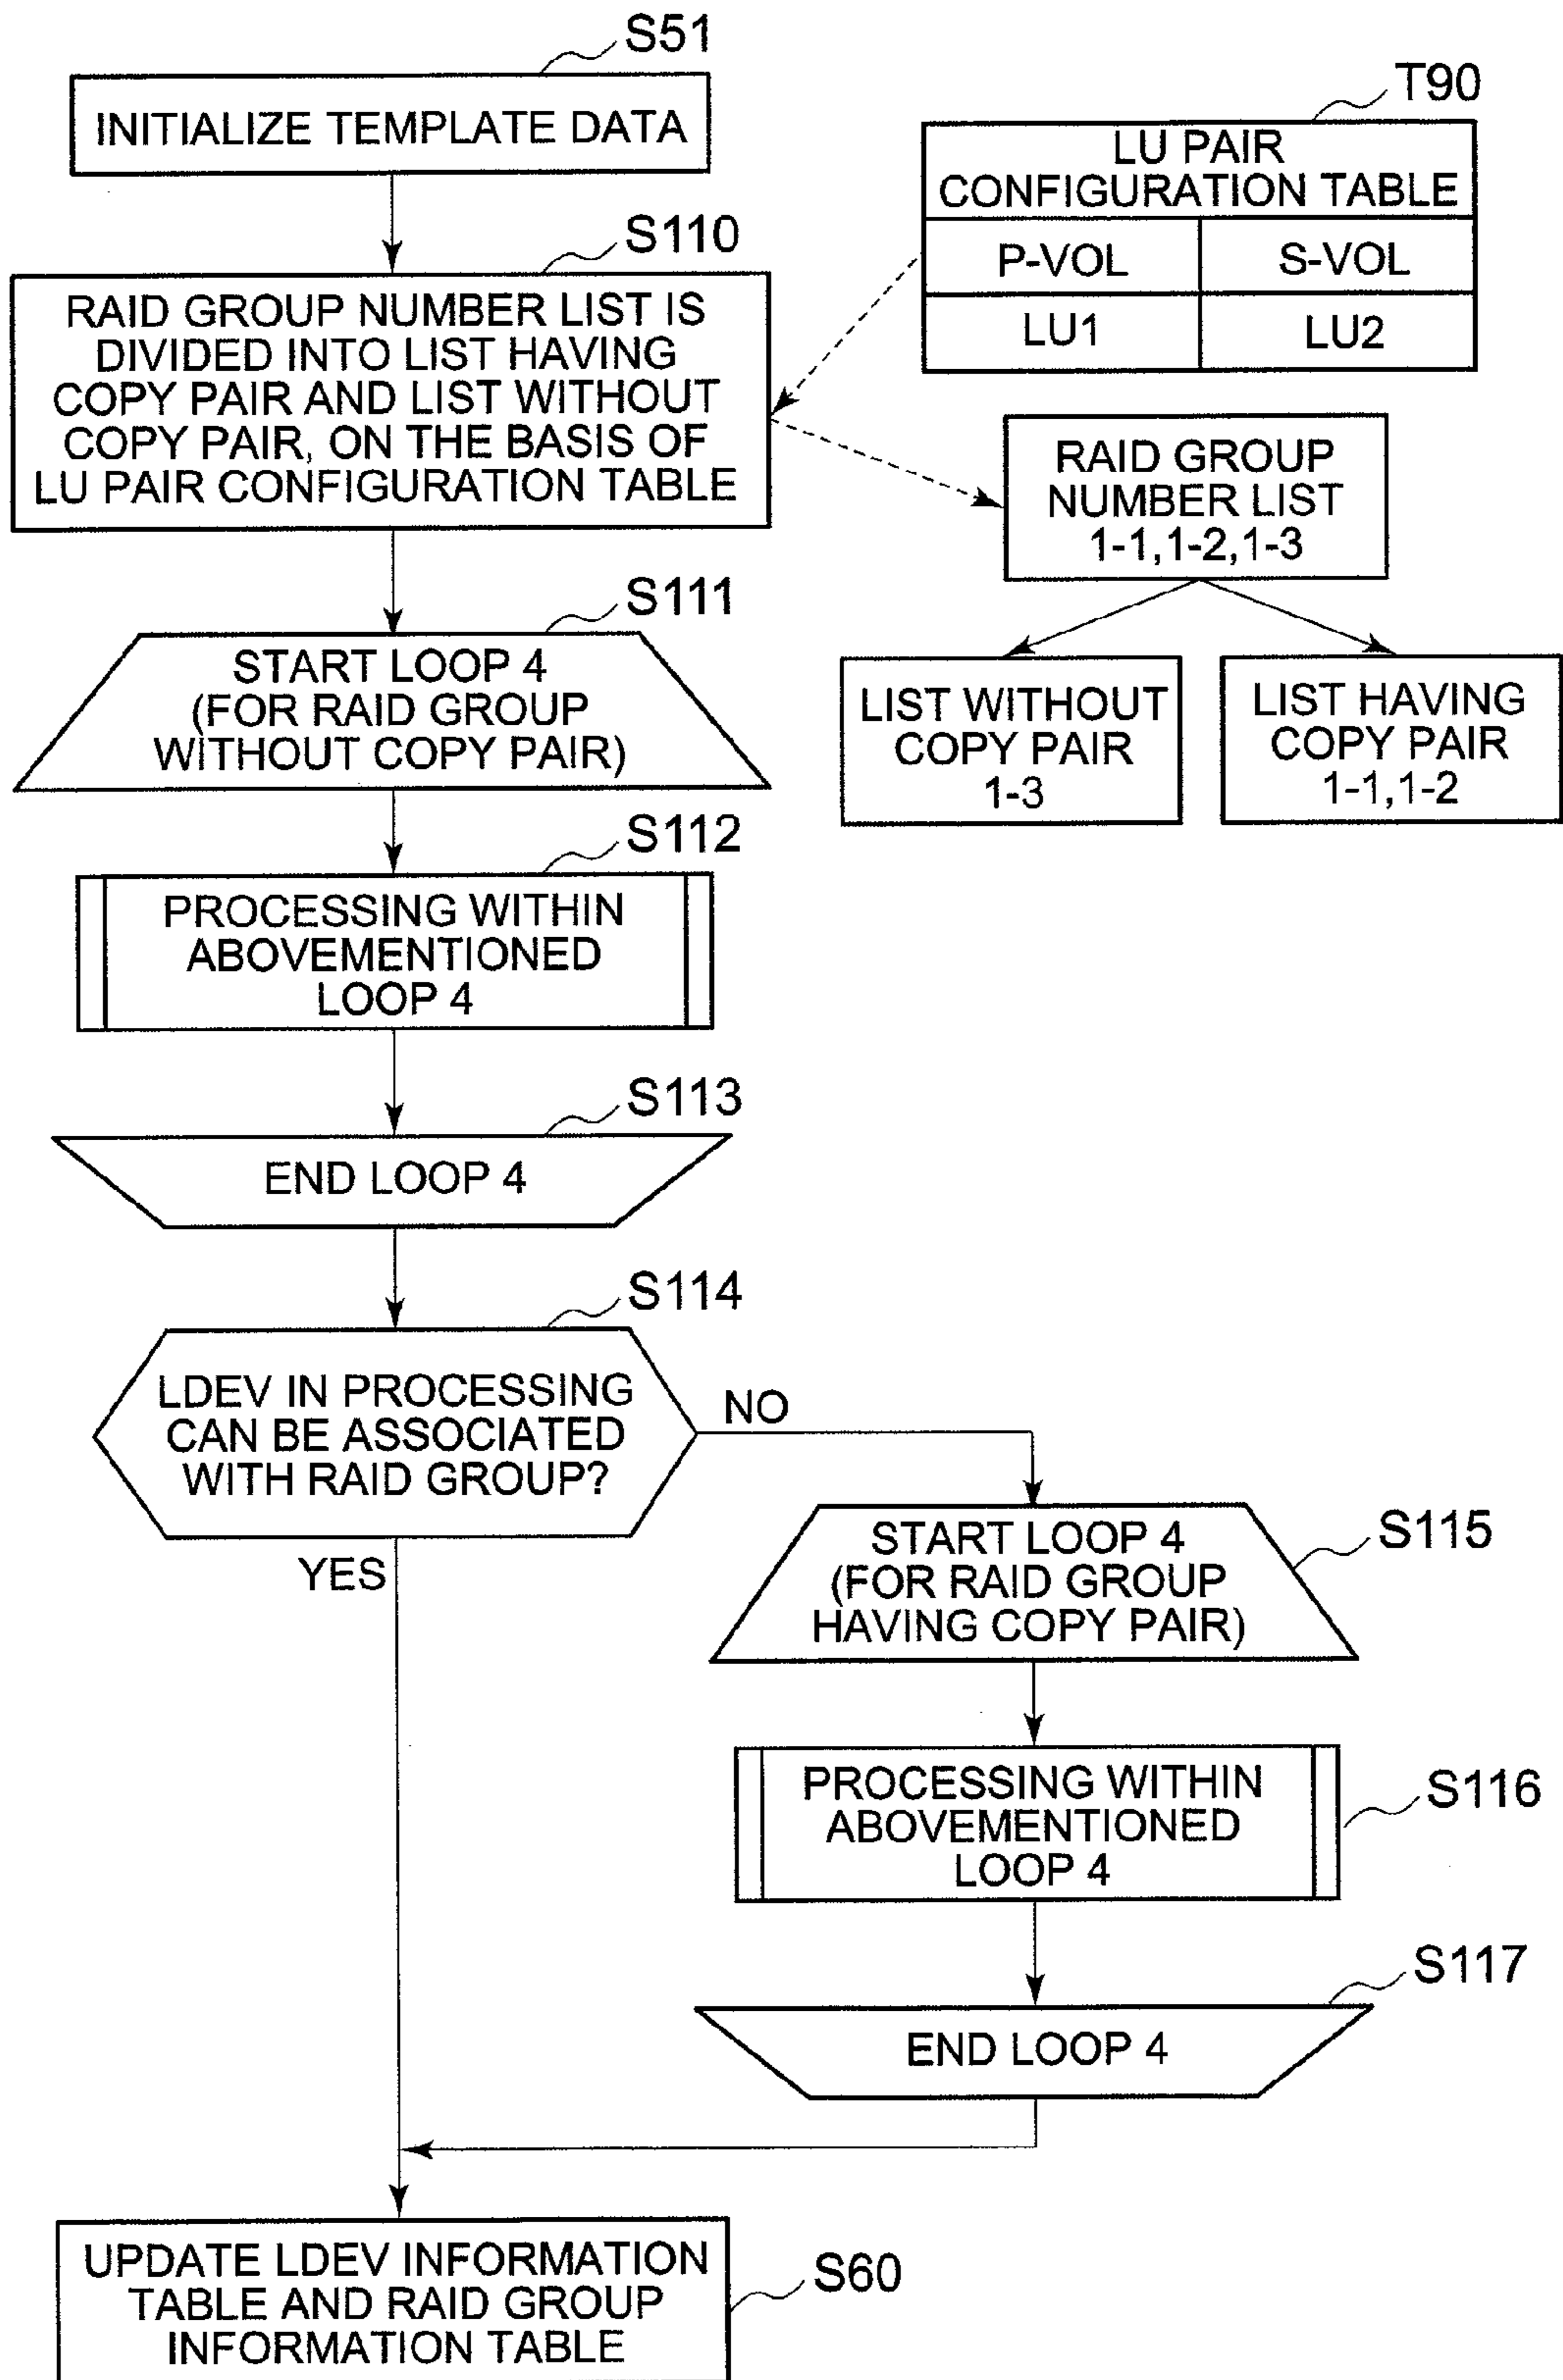 S51
INITIALIZE TEMPLATE DATA
T90
LU PAIR
CONFIGURATION TABLE
P-VOL
S-VOL
LU1
LU2
S110
RAID GROUP NUMBER LIST IS
DIVIDED INTO LIST HAVING
COPY PAIR AND LIST WITHOUT
COPY PAIR, ON THE BASIS OF
LU PAIR CONFIGURATION TABLE
RAID GROUP
NUMBER LIST
1-1,1-2,1-3
LIST WITHOUT
COPY PAIR
1-3
LIST HAVING
COPY PAIR
1-1,1-2
S111
START LOOP 4
(FOR RAID GROUP
WITHOUT COPY PAIR)
S112
PROCESSING WITHIN
ABOVEMENTIONED
LOOP 4
S113
END LOOP 4
S114
LDEV IN PROCESSING
CAN BE ASSOCIATED
WITH RAID GROUP?
NO
YES
S115
START LOOP 4
(FOR RAID GROUP
HAVING COPY PAIR)
S116
PROCESSING WITHIN
ABOVEMENTIONED
LOOP 4
S117
END LOOP 4
S60
UPDATE LDEV INFORMATION
TABLE AND RAID GROUP
INFORMATION TABLE